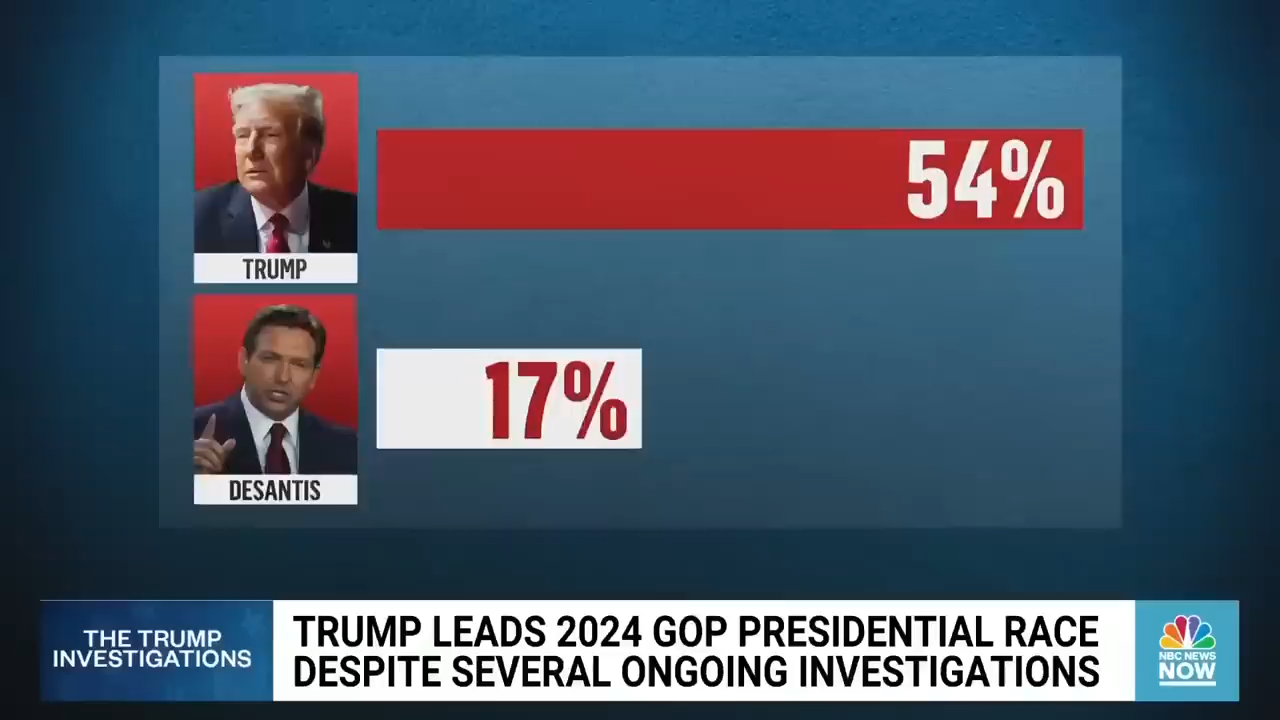 54%
TRUMP
17%
DESANTIS
THE TRUMP
INVESTIGATIONS
TRUMP LEADS 2024 GOP PRESIDENTIAL RACE
DESPITE SEVERAL ONGOING INVESTIGATIONS
NBC NEWS
NOW